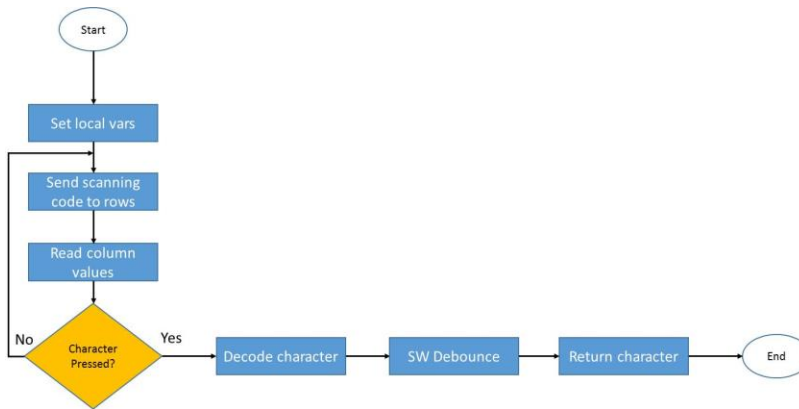 Start
Set local vars
Send scanning
code to rows
Read column
values
No
Character
Pressed?
Yes
Decode character
SW Debounce
Return character
End